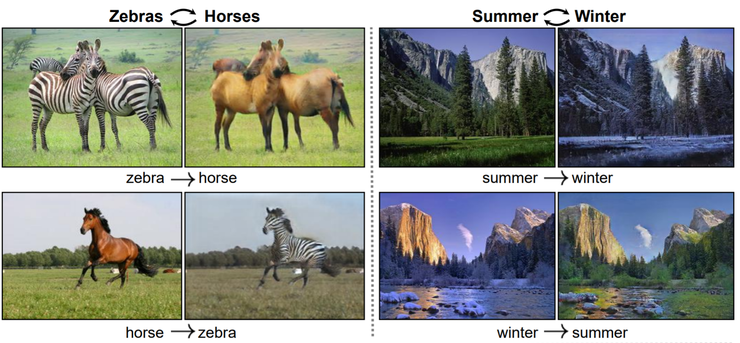 Zebras Horses
zebra → horse
horse → zebra
Summer Winter
summer → winter
winter → summer